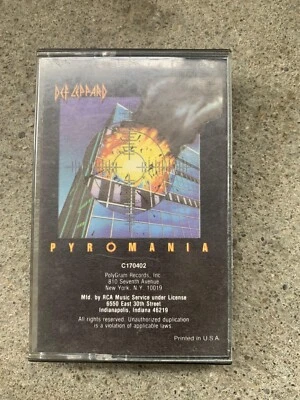 DEF LEPPARD
PYROMANIA
C170402
PolyGram Records, Inc.
810 Seventh Avenue
New York, N.Y. 10019
Mfd. by RCA Music Service under License
6550 East 30th Street
Indianapolis, Indiana 46219
All rights reserved. Unauthorized duplication
is a violation of applicable laws.
Printed in U.S.A